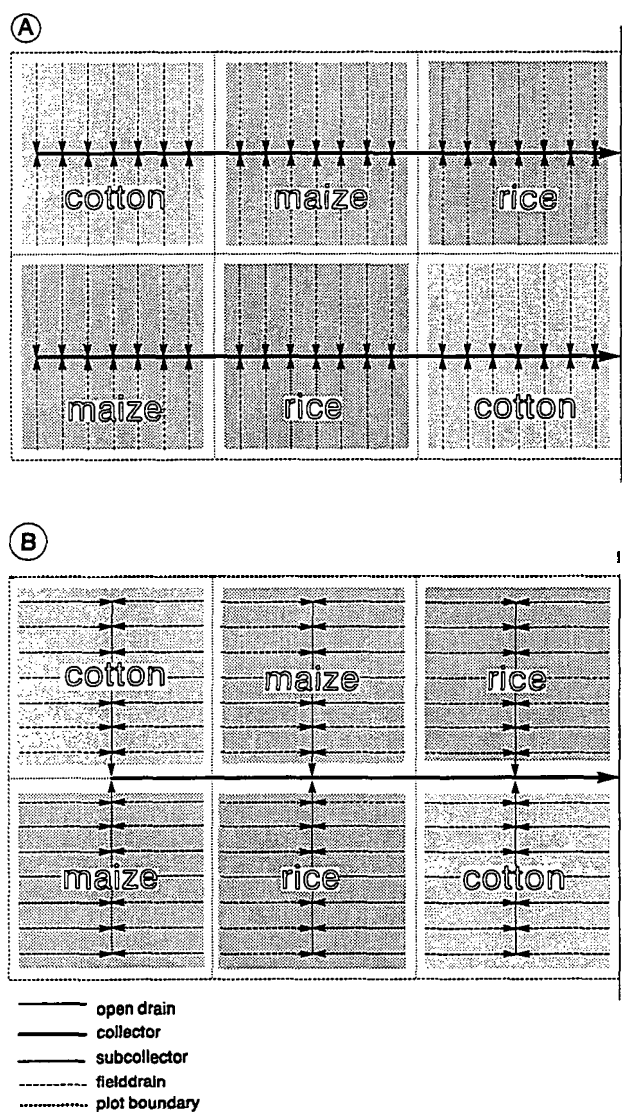 A
cotton maize rice
maize rice cotton
B
cotton maize rice
maize rice cotton
open drain
collector
subcollector
fielddrain
plot boundary